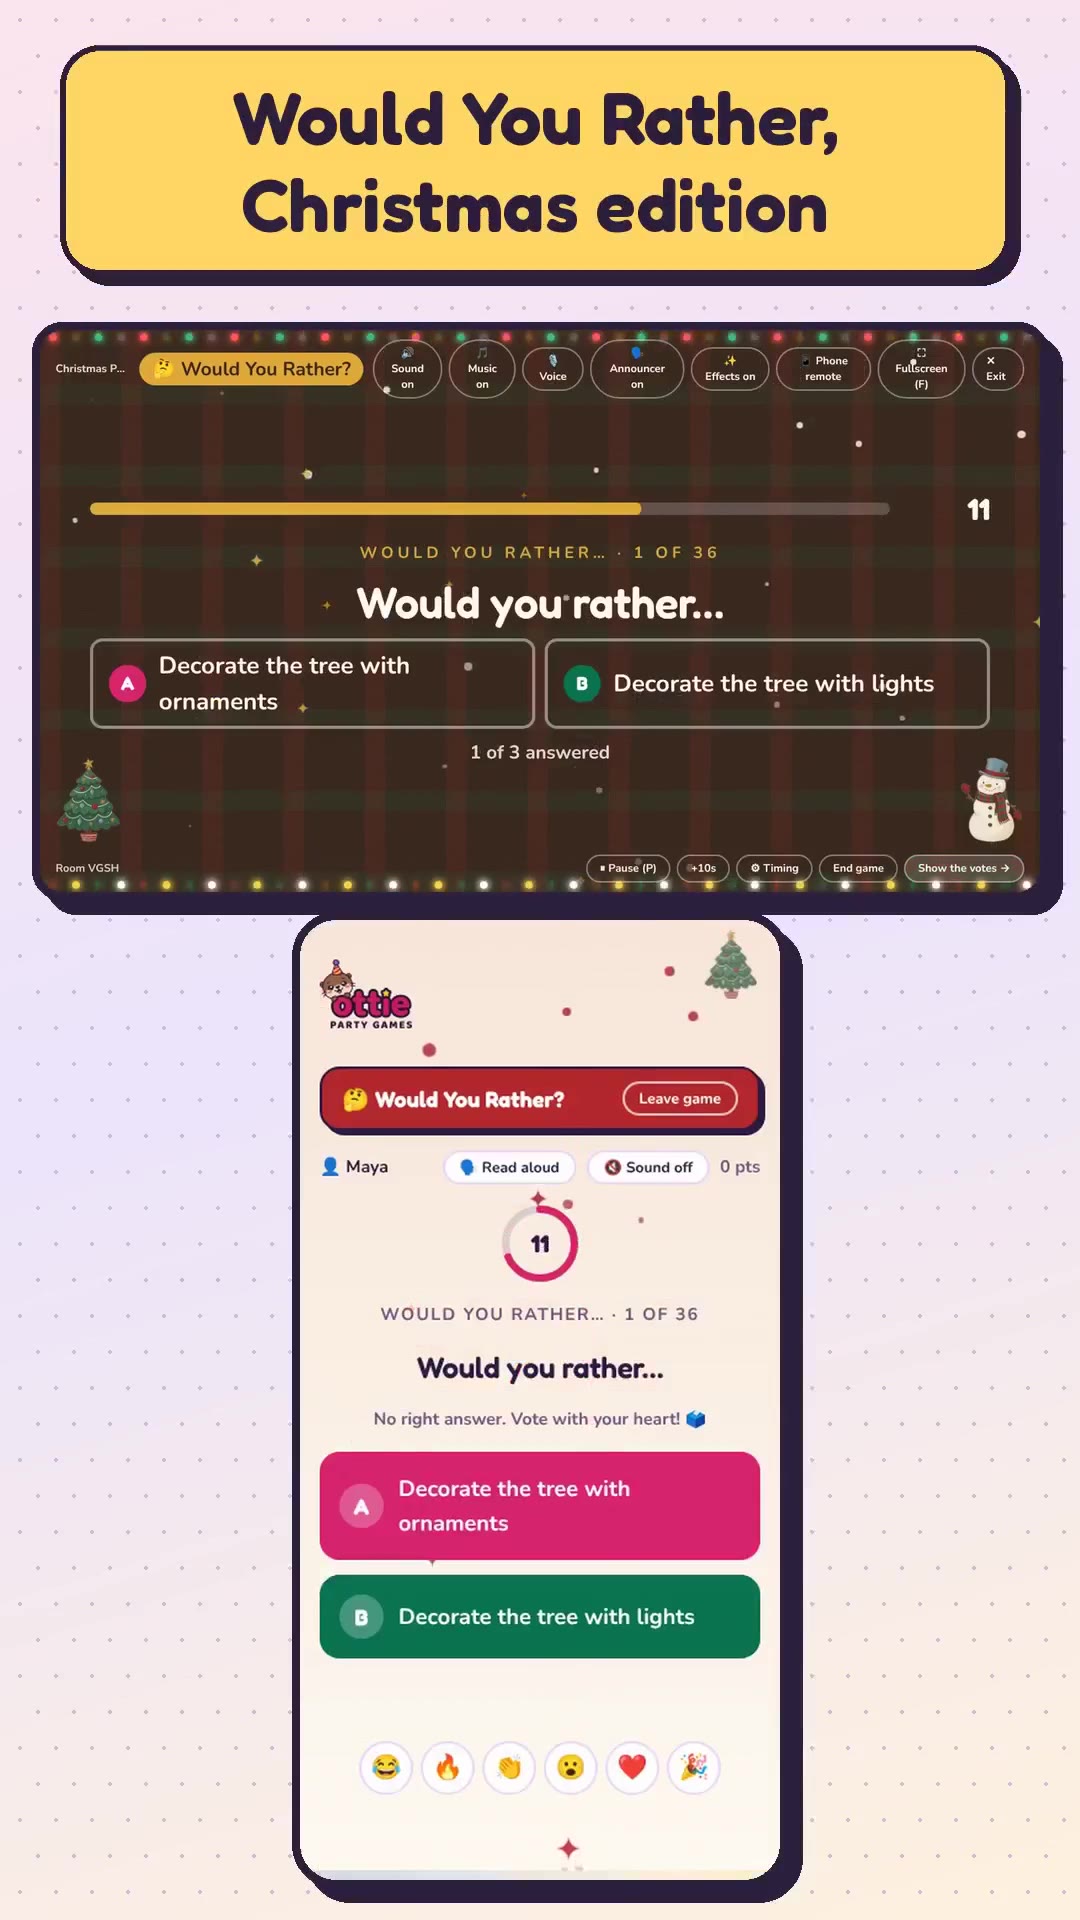 Would You Rather,
Christmas edition
Christmas P...
🤔 Would You Rather?
Sound on
Music on
Voice
Announcer on
Effects on
Phone remote
Fullscreen (F)
✕ Exit
11
WOULD YOU RATHER... · 1 OF 36
Would you rather...
A Decorate the tree with
ornaments
B Decorate the tree with lights
1 of 3 answered
Room VGSH
Pause (P)
+10s
Timing
End game
Show the votes →
ottie
PARTY GAMES
🤔 Would You Rather?
Leave game
Maya
Read aloud
Sound off
0 pts
11
WOULD YOU RATHER... · 1 OF 36
Would you rather...
No right answer. Vote with your heart!
A Decorate the tree with
ornaments
B Decorate the tree with lights